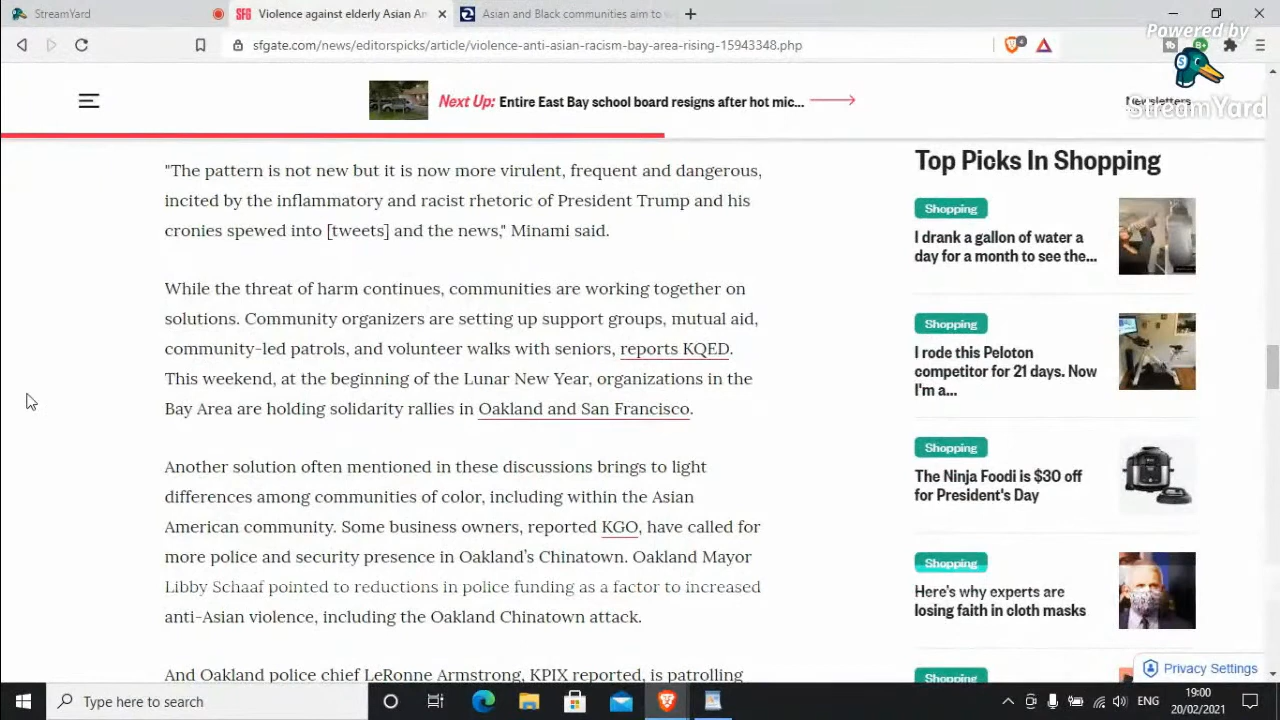 StreamYard
SFG Violence against elderly Asian An
Asian and Black communities aim to
sfgate.com/news/editorspicks/article/violence-anti-asian-racism-bay-area-rising-15943348.php
Powered by
StreamYard
Next Up: Entire East Bay school board resigns after hot mic...
Newsletters
"The pattern is not new but it is now more virulent, frequent and dangerous,
incited by the inflammatory and racist rhetoric of President Trump and his
cronies spewed into [tweets] and the news," Minami said.
While the threat of harm continues, communities are working together on
solutions. Community organizers are setting up support groups, mutual aid,
community-led patrols, and volunteer walks with seniors, reports KQED.
This weekend, at the beginning of the Lunar New Year, organizations in the
Bay Area are holding solidarity rallies in Oakland and San Francisco.
Another solution often mentioned in these discussions brings to light
differences among communities of color, including within the Asian
American community. Some business owners, reported KGO, have called for
more police and security presence in Oakland's Chinatown. Oakland Mayor
Libby Schaaf pointed to reductions in police funding as a factor to increased
anti-Asian violence, including the Oakland Chinatown attack.
And Oakland police chief LeRonne Armstrong, KPIX reported, is patrolling
Top Picks In Shopping
Shopping
I drank a gallon of water a
day for a month to see the...
Shopping
I rode this Peloton
competitor for 21 days. Now
I'm a...
Shopping
The Ninja Foodi is $30 off
for President's Day
Shopping
Here's why experts are
losing faith in cloth masks
Shopping
Privacy Settings
Type here to search
ENG
19:00
20/02/2021